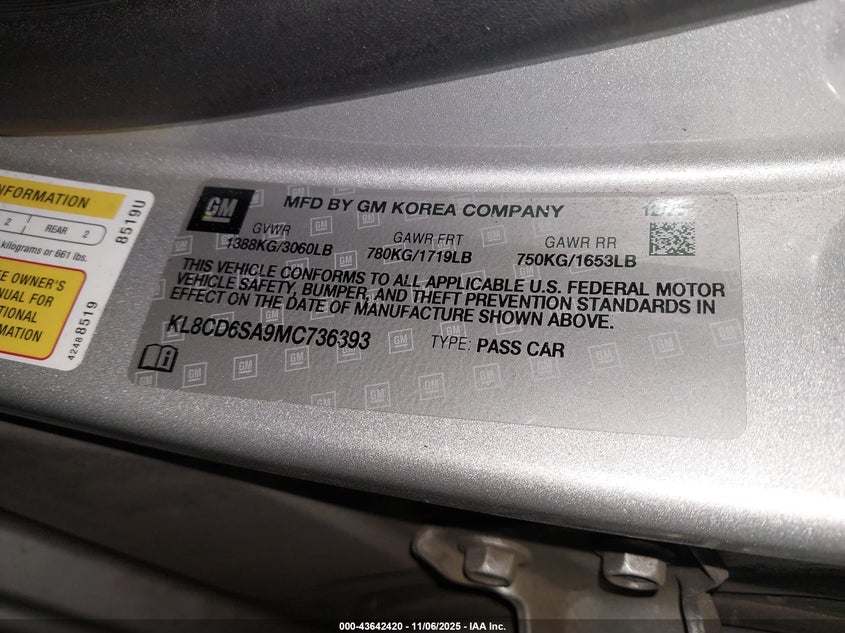 NFORMATION
2 REAR 2
kilograms or 661 lbs.
E OWNER'S
NUAL FOR
TIONAL
MATION
8519U
42488519
GM
MFD BY GM KOREA COMPANY
GVWR GAWR FRT GAWR RR
1388KG/3060LB 780KG/1719LB 750KG/1653LB
THIS VEHICLE CONFORMS TO ALL APPLICABLE U.S. FEDERAL MOTOR
VEHICLE SAFETY, BUMPER, AND THEFT PREVENTION STANDARDS IN
EFFECT ON THE DATE OF MANUFACTURE SHOWN ABOVE.
KL8CD6SA9MC736393 TYPE: PASS CAR
000-43642420 - 11/06/2025 - IAA Inc.